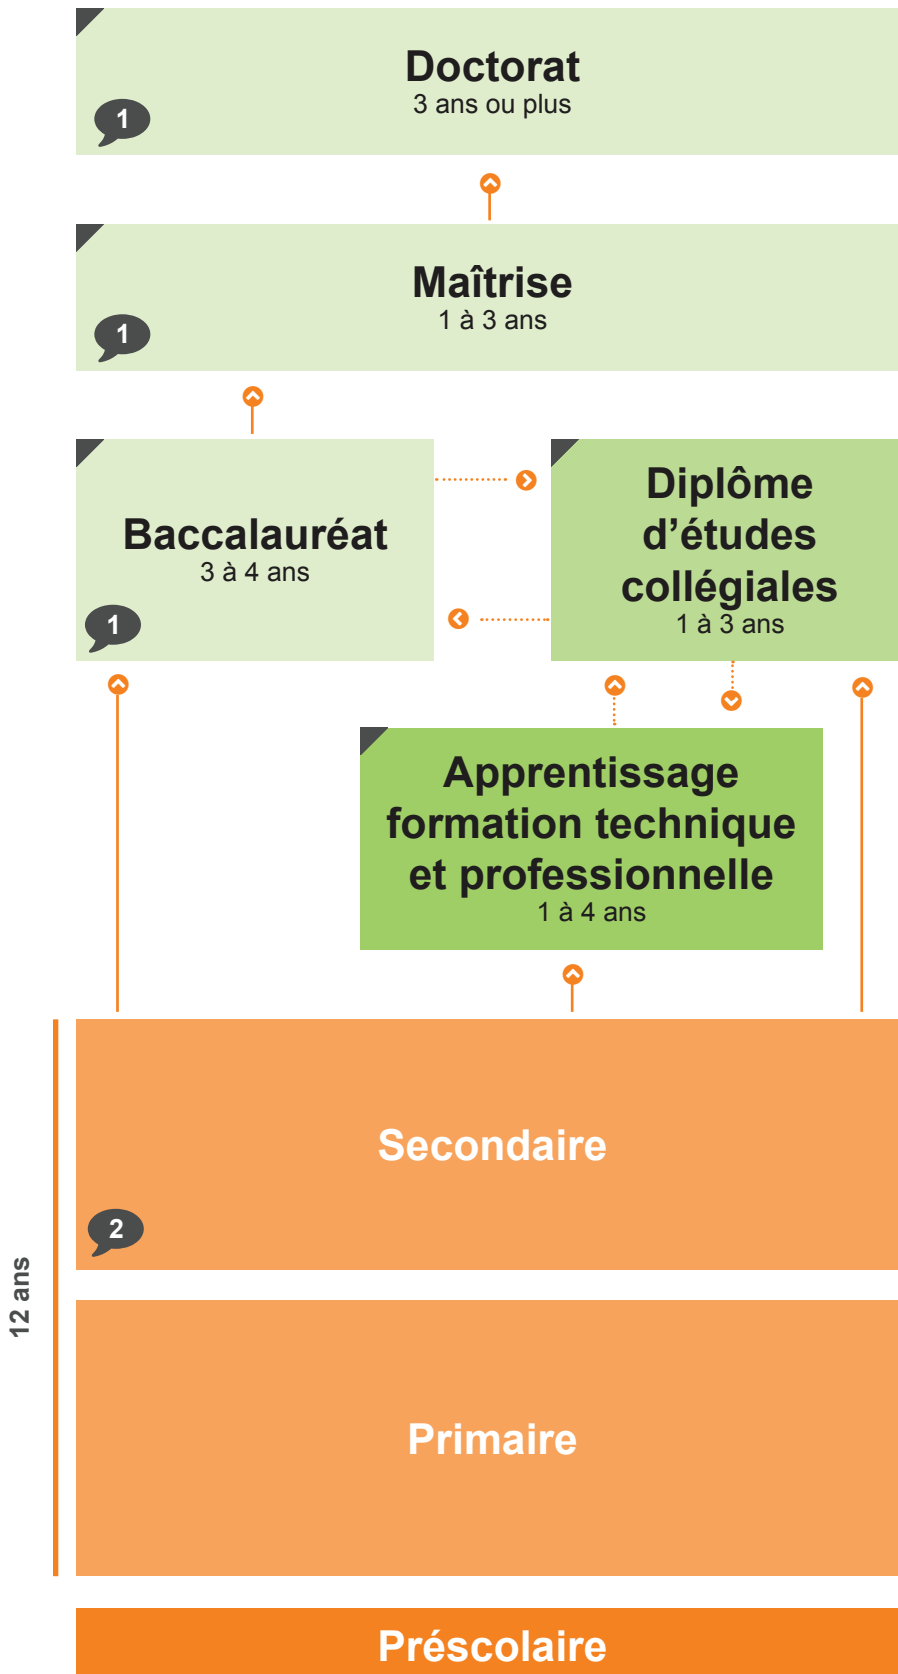 Doctorat
3 ans ou plus
1
Maîtrise
1 à 3 ans
1
Baccalauréat
3 à 4 ans
1
Diplôme
d’études
collégiales
1 à 3 ans
Apprentissage
formation technique
et professionnelle
1 à 4 ans
12 ans
Secondaire
2
Primaire
Préscolaire